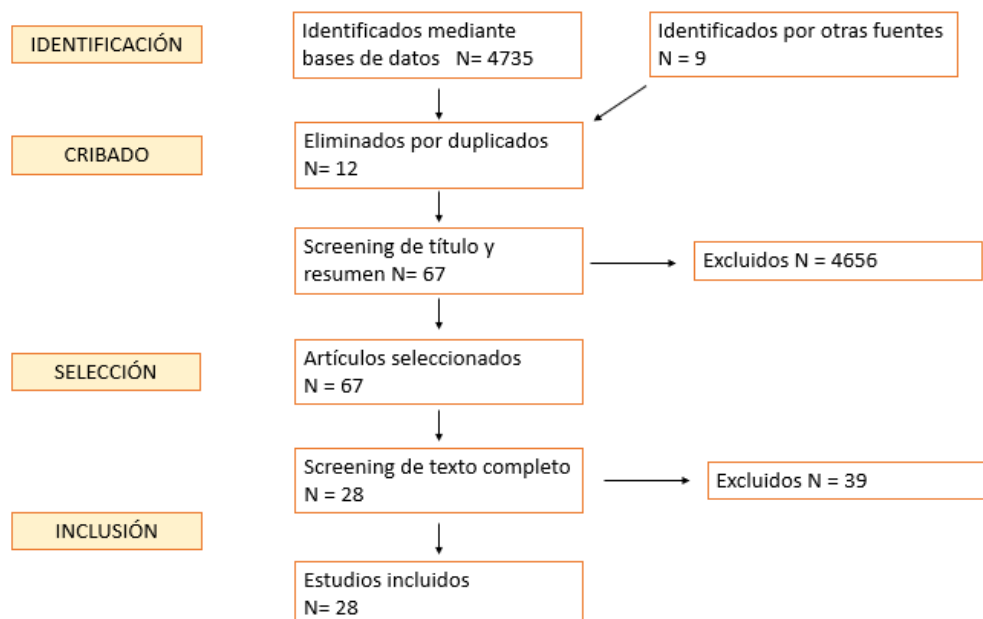 IDENTIFICACIÓN
Identificados mediante
bases de datos N= 4735
Identificados por otras fuentes
N = 9
CRIBADO
Eliminados por duplicados
N= 12
Screening de título y
resumen N= 67
Excluidos N = 4656
SELECCIÓN
Artículos seleccionados
N = 67
Screening de texto completo
N = 28
Excluidos N = 39
INCLUSIÓN
Estudios incluidos
N= 28